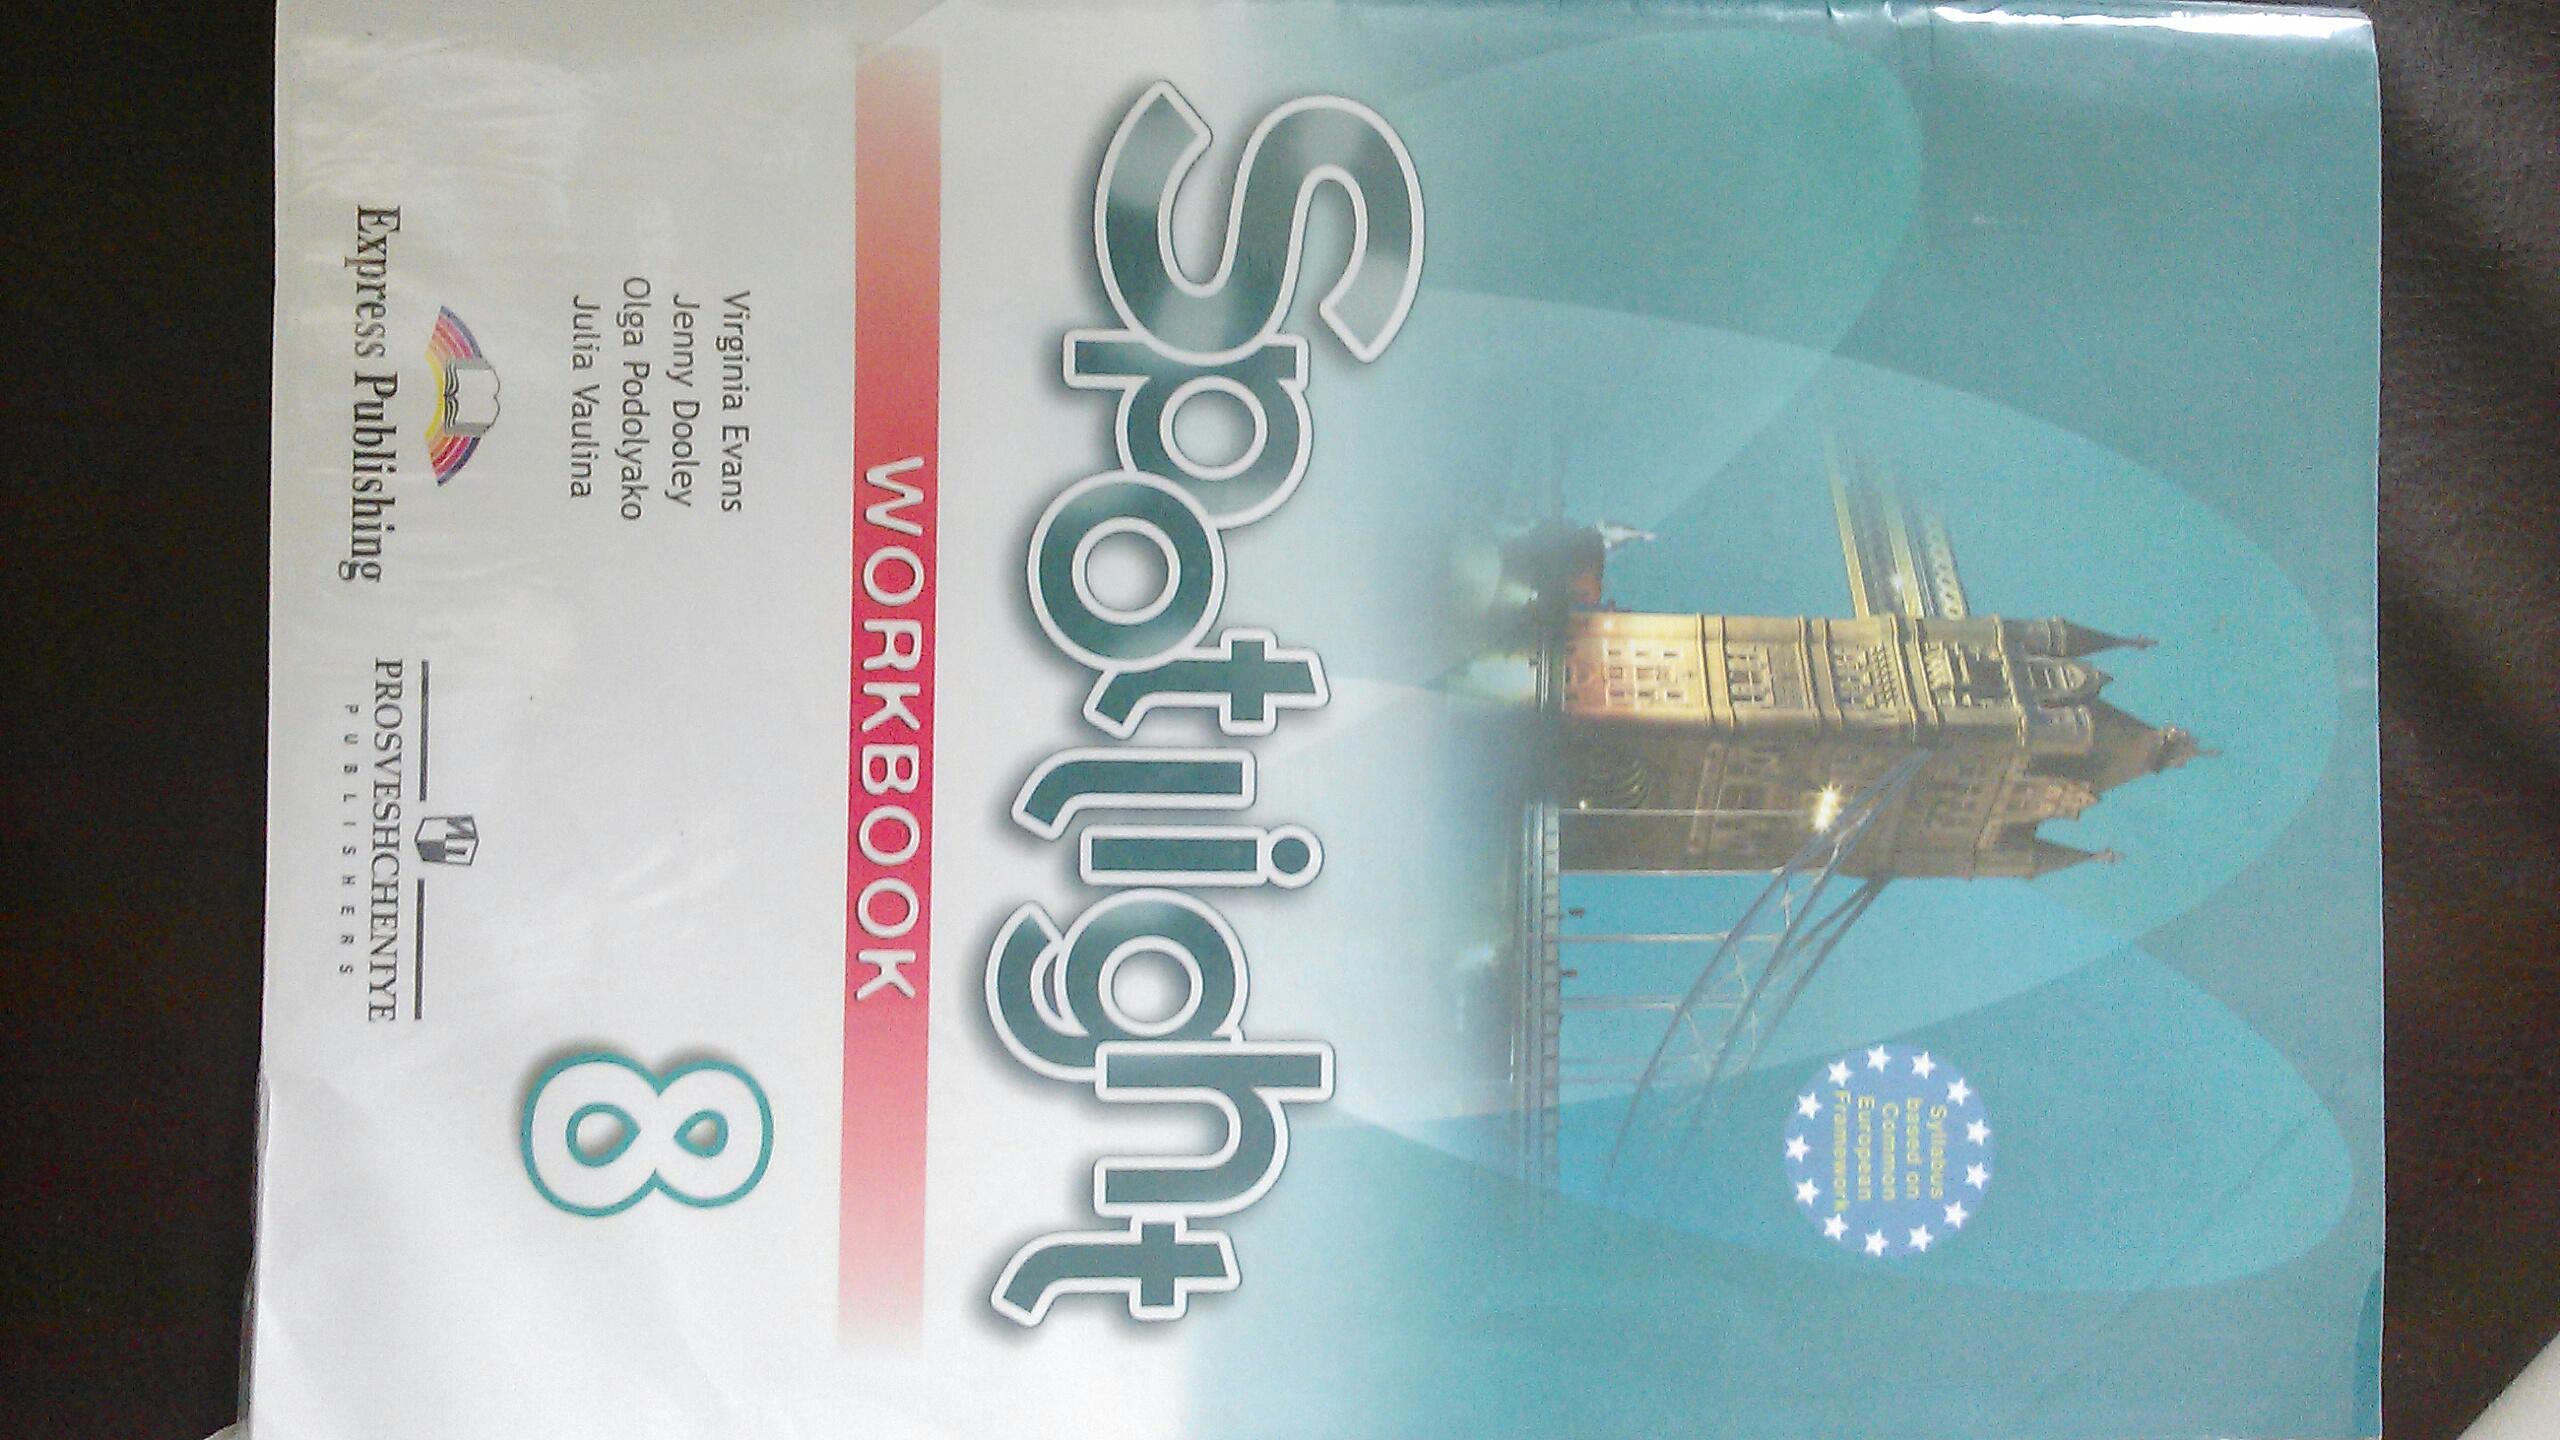 Syllabus
based on
Common
European
Framework
Spotlight
WORKBOOK
Virginia Evans
Jenny Dooley
Olga Podolyako
Julia Vaulina
8
Express Publishing
PROSVESHCHENIYE
PUBLISHERS